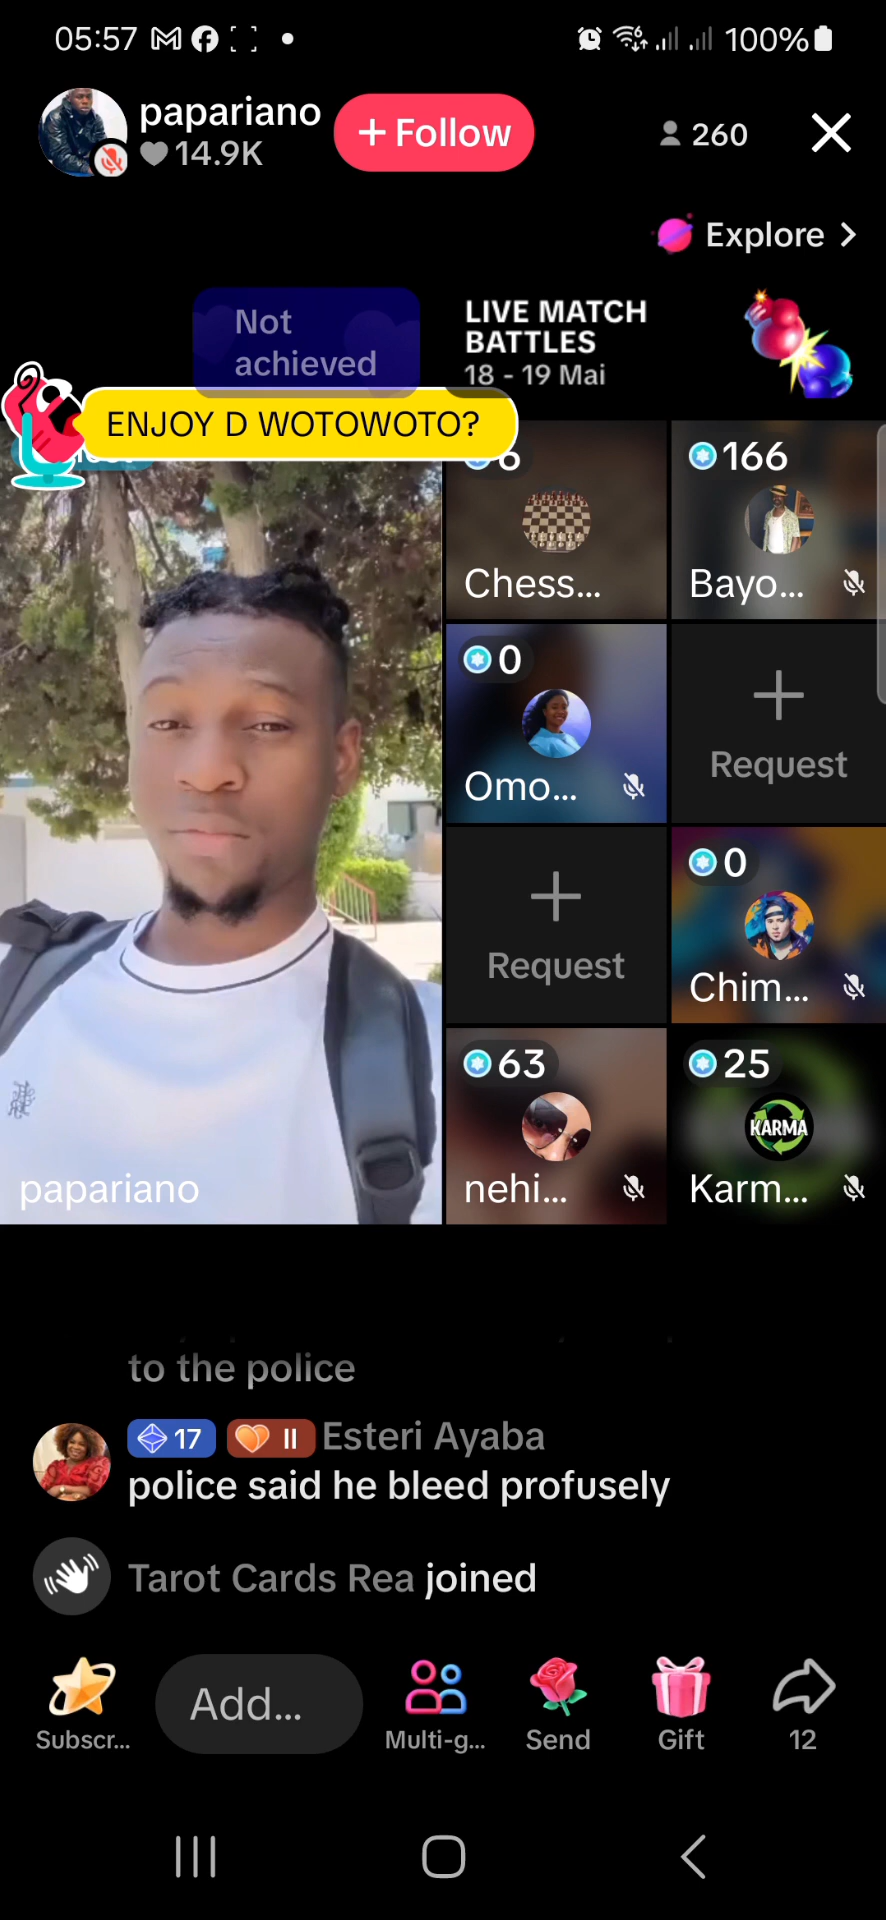 05:57
100%
papariano
14.9K
+ Follow
260
Explore
Not
achieved
LIVE MATCH
BATTLES
18 - 19 Mai
ENJOY D WOTOWOTO?
6
Chess...
166
Bayo...
0
Omo...
Request
Request
0
Chim...
63
nehi...
25
KARMA
Karm...
papariano
to the police
17 II Esteri Ayaba
police said he bleed profusely
Tarot Cards Rea joined
Subscr...
Add...
Multi-g...
Send
Gift
12